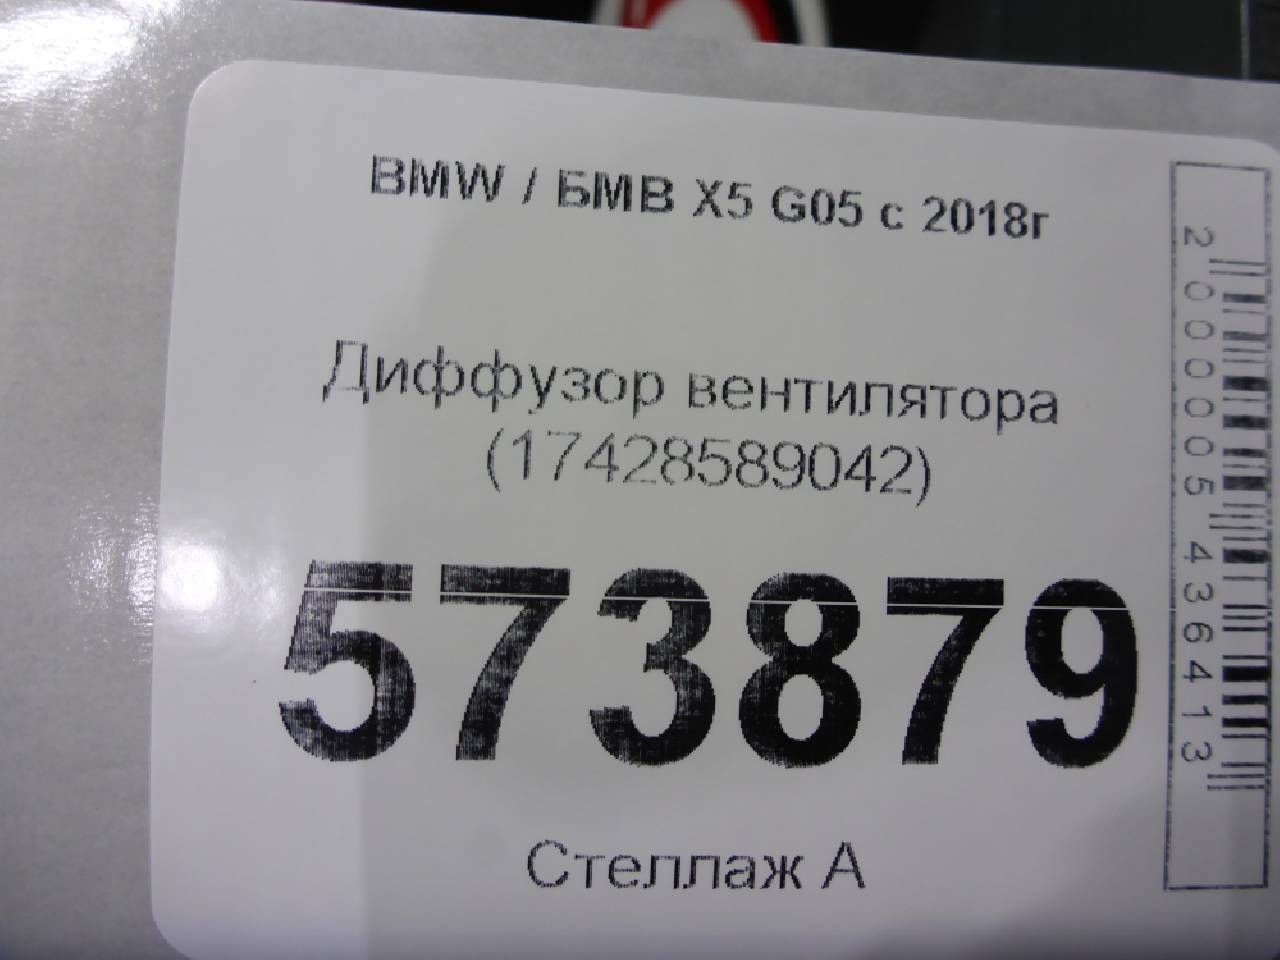 BMW / БМВ X5 G05 с 2018г
Диффузор вентилятора
(17428589042)
573879
Стеллаж А
2000005436413